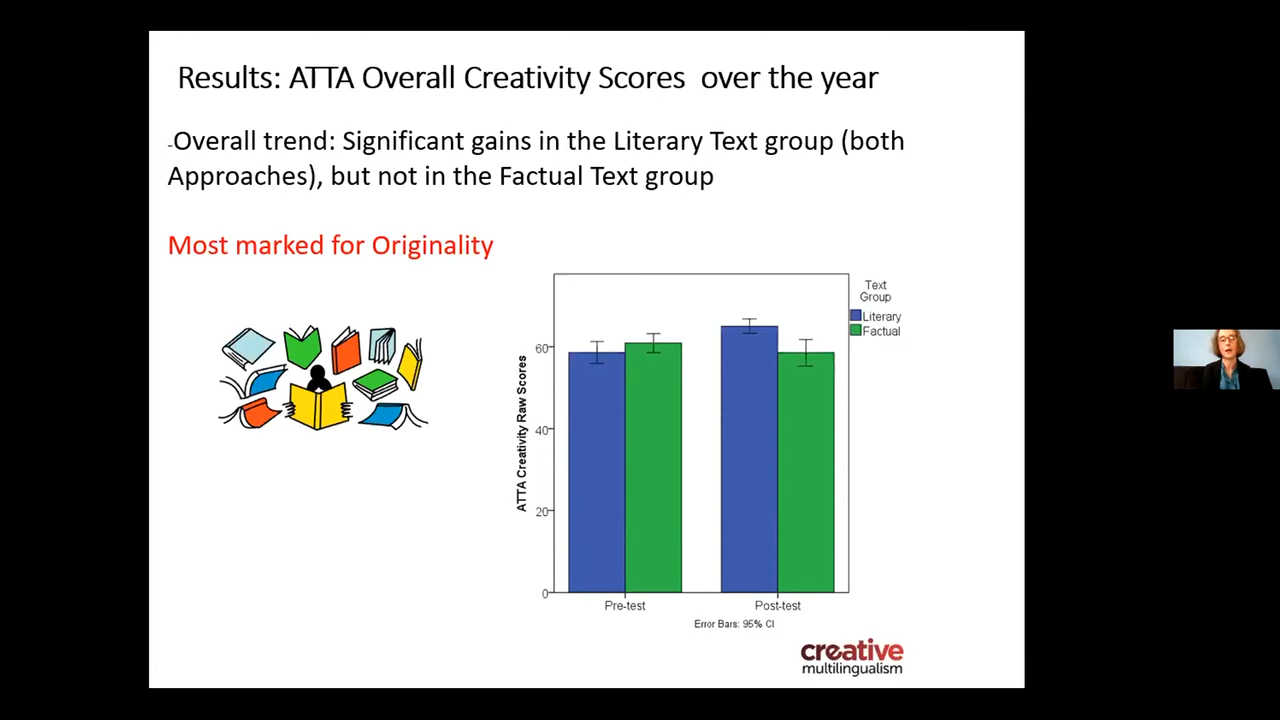 Results: ATTA Overall Creativity Scores over the year
-Overall trend: Significant gains in the Literary Text group (both
Approaches), but not in the Factual Text group
Most marked for Originality
Text
Group
Literary
Factual
ATTA Creativity Raw Scores
60
40
20
0
Pre-test
Post-test
Error Bars: 95% CI
creative
multilingualism